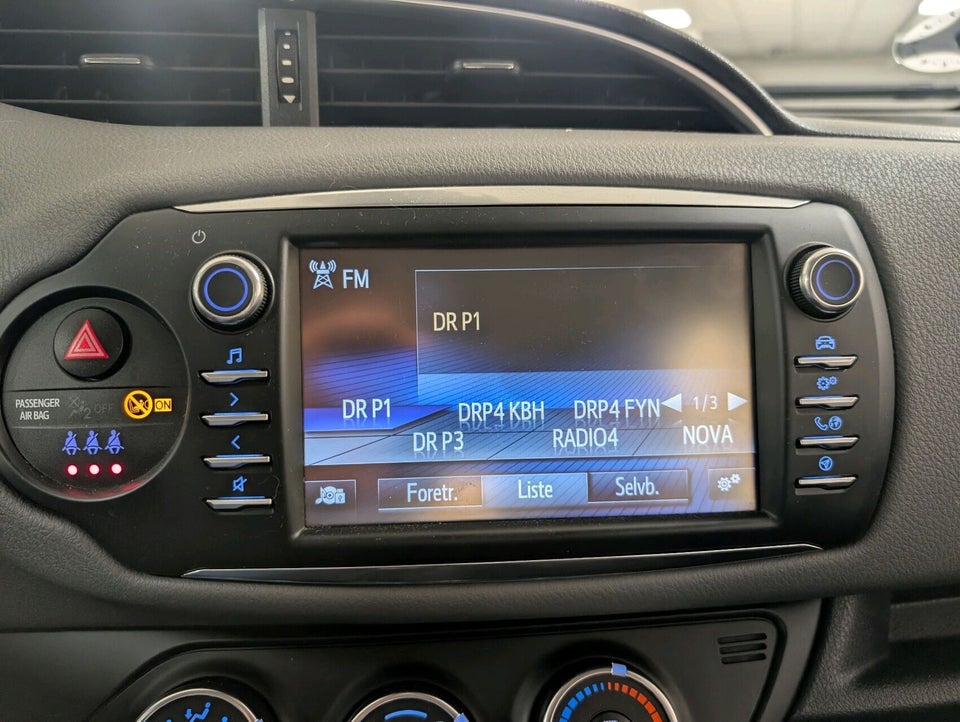 FM
DR P1
DR P1 DRP4 KBH DRP4 FYN 1/3
DR P3 RADIO4 NOVA
Foretr. Liste Selvb.
PASSENGER
AIR BAG
2 OFF ON